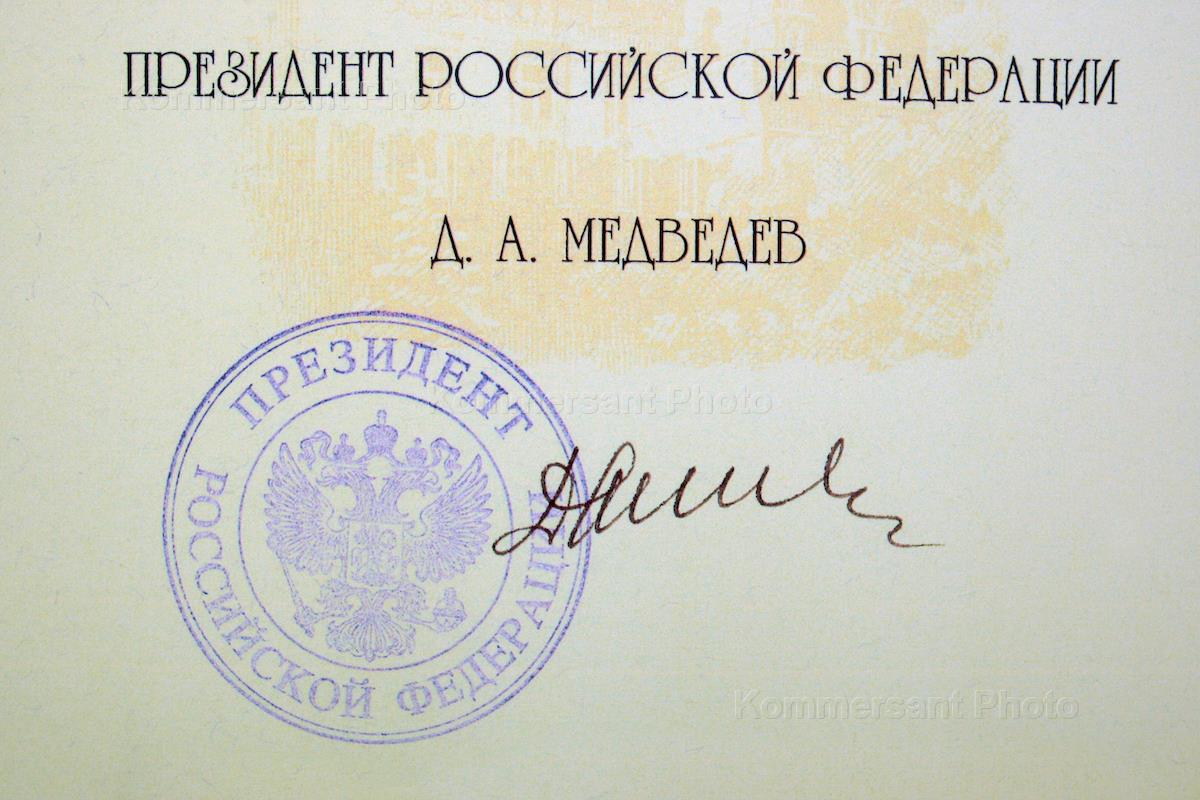 ПРЕЗИДЕНТ РОССИЙСКОЙ ФЕДЕРАЦИИ
Kommersant Photo
Д. А. МЕДВЕДЕВ
ПРЕЗИДЕНТ
РОССИЙСКОЙ ФЕДЕРАЦИИ
Kommersant Photo
Kommersant Photo